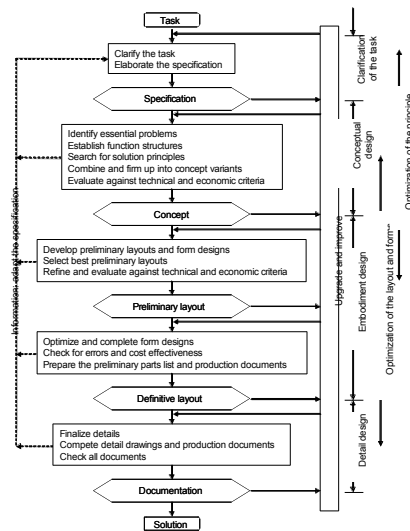 Task
Clarify the task
Elaborate the specification
Specification
Identify essential problems
Establish function structures
Search for solution principles
Combine and firm up into concept variants
Evaluate against technical and economic criteria
Concept
Develop preliminary layouts and form designs
Select best preliminary layouts
Refine and evaluate against technical and economic criteria
Preliminary layout
Optimize and complete form designs
Check for errors and cost effectiveness
Prepare the preliminary parts list and production documents
Definitive layout
Finalize details
Compete detail drawings and production documents
Check all documents
Documentation
Solution
Information: adapt the specification
Upgrade and improve
Clarification
of the task
Conceptual
design
Embodiment design
Detail design
Optimization of the principle
Optimization of the layout and form